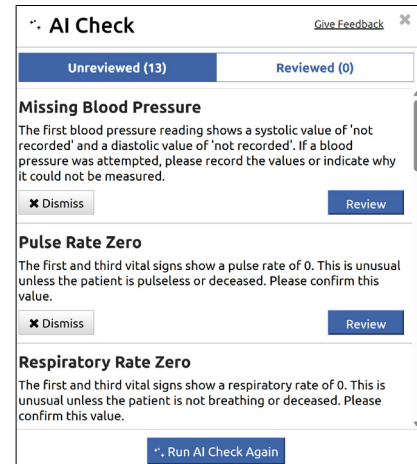 AI Check
Give Feedback
Unreviewed (13)
Reviewed (0)
Missing Blood Pressure
The first blood pressure reading shows a systolic value of 'not
recorded' and a diastolic value of 'not recorded'. If a blood
pressure was attempted, please record the values or indicate why
it could not be measured.
Dismiss
Review
Pulse Rate Zero
The first and third vital signs show a pulse rate of 0. This is unusual
unless the patient is pulseless or deceased. Please confirm this
value.
Dismiss
Review
Respiratory Rate Zero
The first and third vital signs show a respiratory rate of 0. This is
unusual unless the patient is not breathing or deceased. Please
confirm this value.
Run AI Check Again